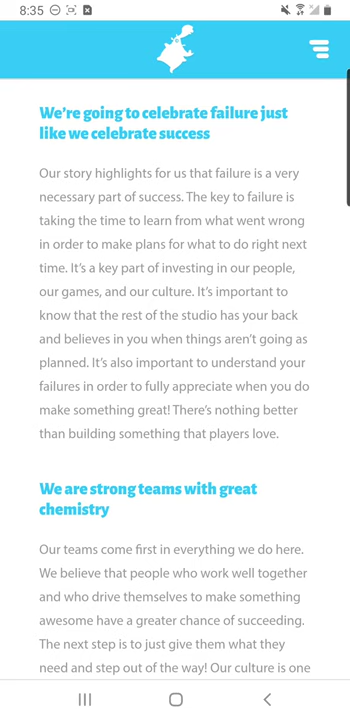 8:35
We're going to celebrate failure just
like we celebrate success
Our story highlights for us that failure is a very
necessary part of success. The key to failure is
taking the time to learn from what went wrong
in order to make plans for what to do right next
time. It's a key part of investing in our people,
our games, and our culture. It's important to
know that the rest of the studio has your back
and believes in you when things aren't going as
planned. It's also important to understand your
failures in order to fully appreciate when you do
make something great! There's nothing better
than building something that players love.
We are strong teams with great
chemistry
Our teams come first in everything we do here.
We believe that people who work well together
and who drive themselves to make something
awesome have a greater chance of succeeding.
The next step is to just give them what they
need and step out of the way! Our culture is one